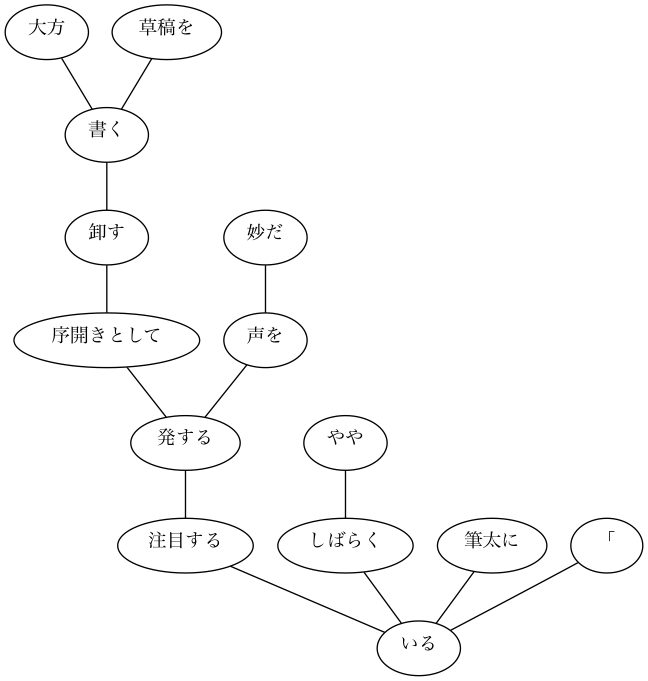 大方 草稿を
書く
卸す 妙だ
序開きとして 声を
発する やや
注目する しばらく 筆太に 「
いる